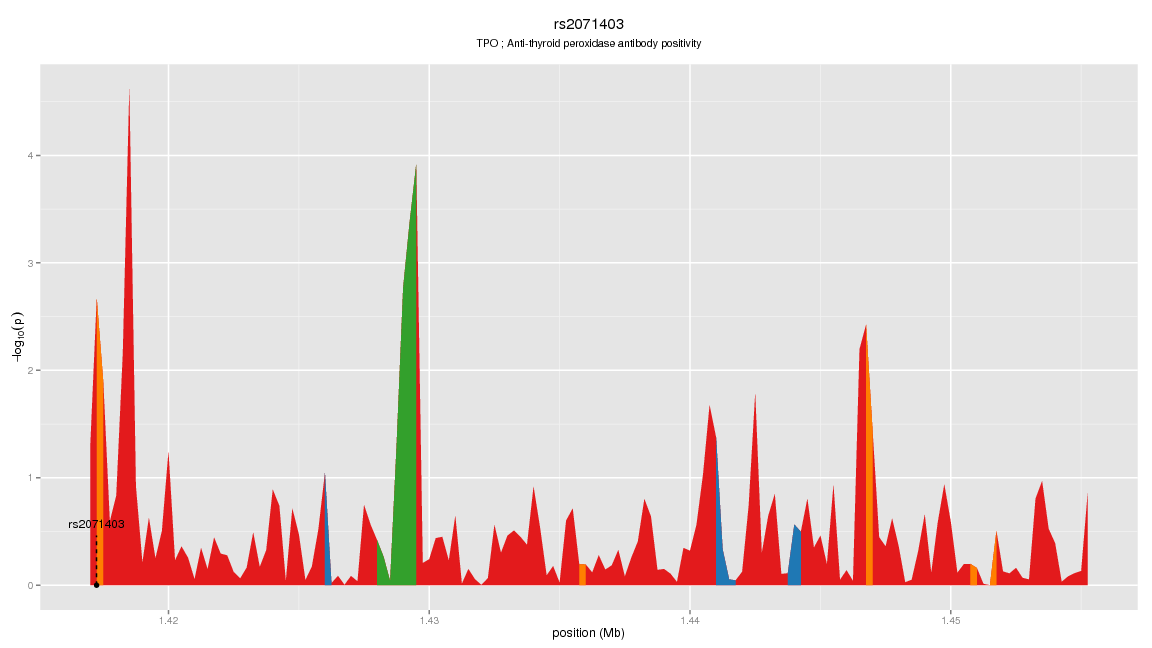 rs2071403
TPO ; Anti-thyroid peroxidase antibody positivity
4
3
2
1
0
−log10(p)
rs2071403
1.42
1.43
1.44
1.45
position (Mb)